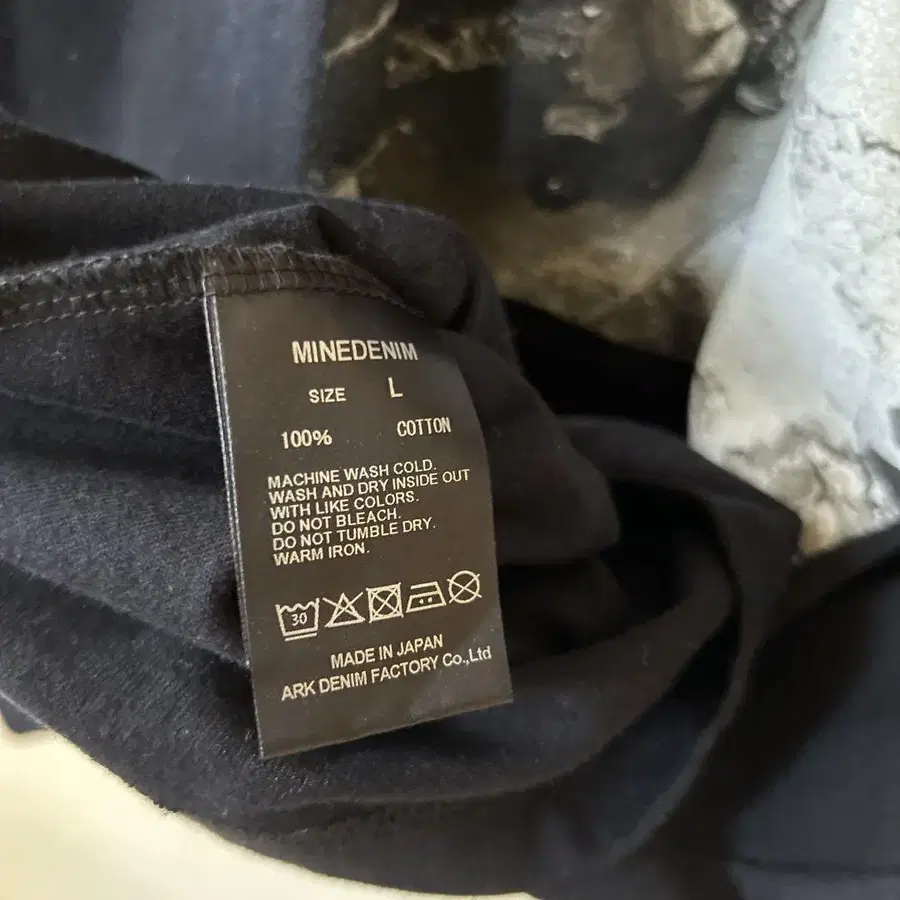 MINEDENIM
SIZE L
100% COTTON
MACHINE WASH COLD.
WASH AND DRY INSIDE OUT
WITH LIKE COLORS.
DO NOT BLEACH.
DO NOT TUMBLE DRY.
WARM IRON.
30
MADE IN JAPAN
ARK DENIM FACTORY Co.,Ltd